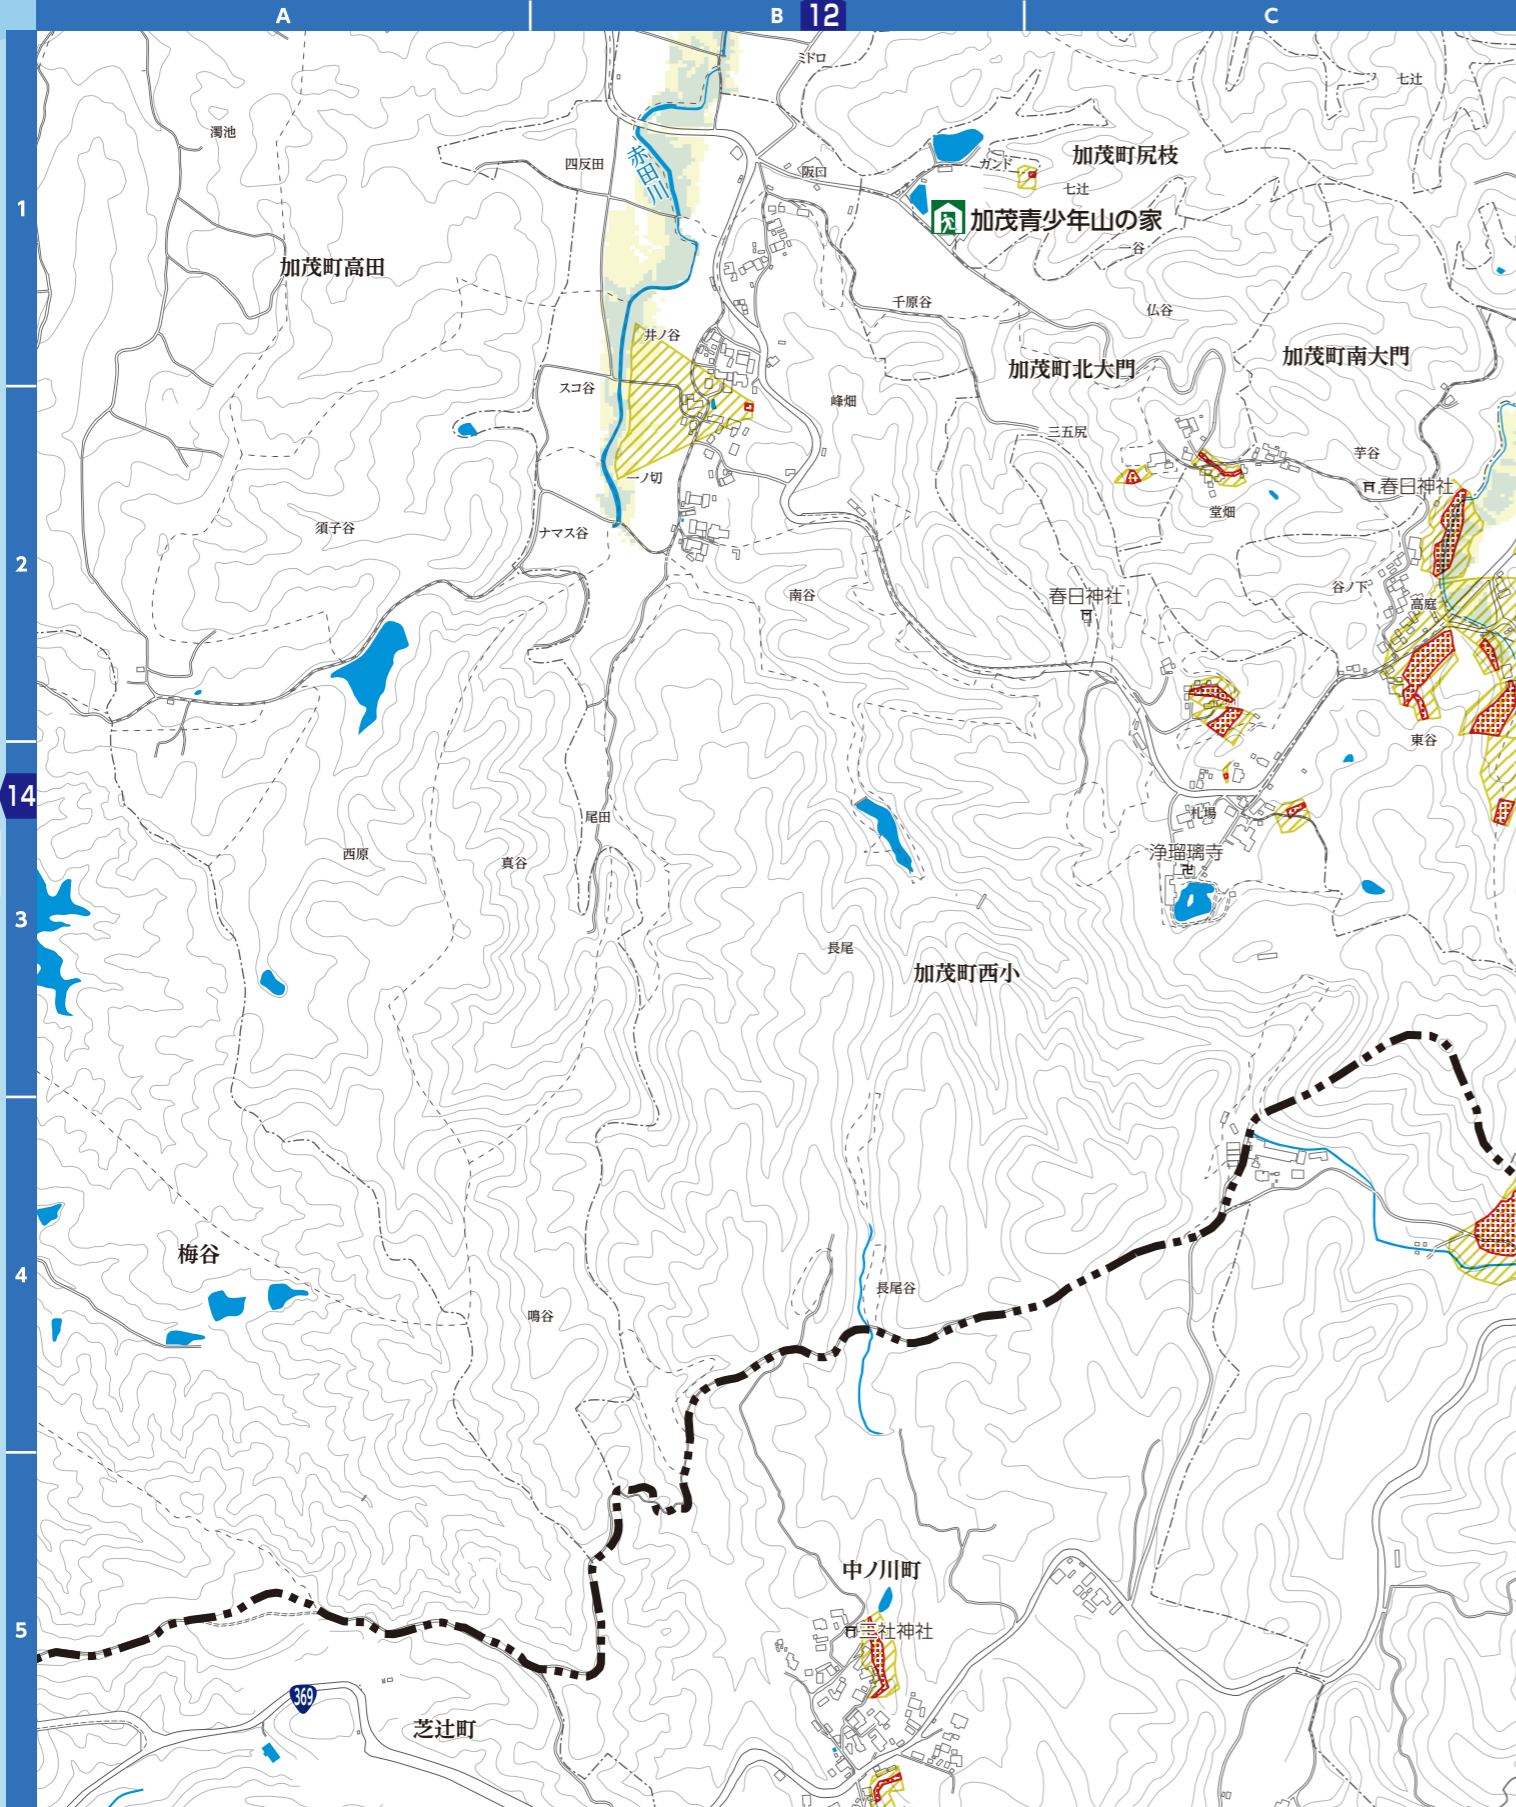 A
B
12
C
1
2
14
3
4
5
ミドロ
七辻
濁池
四反田
赤田川
阪口
ガンド
加茂町尻枝
七辻
加茂青少年山の家
一谷
加茂町高田
千原谷
仏谷
井ノ谷
加茂町北大門
加茂町南大門
スコ谷
峰畑
三五尻
芋谷
一ノ切
春日神社
堂畑
須子谷
ナマス谷
南谷
春日神社
谷ノ下
高庭
東谷
尾田
札場
西原
真谷
浄瑠璃寺
長尾
加茂町西小
梅谷
長尾谷
鳴谷
中ノ川町
三社神社
369
芝辻町